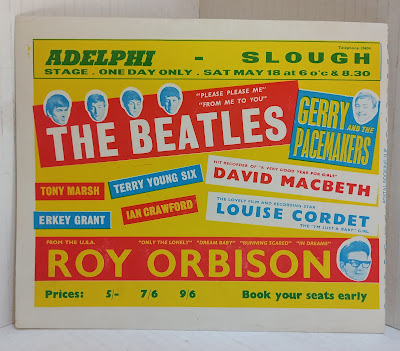 Telephone 20404
ADELPHI - SLOUGH
STAGE . ONE DAY ONLY . SAT MAY 18 at 6 o'c & 8.30
"PLEASE PLEASE ME"
"FROM ME TO YOU"
THE BEATLES
GERRY
AND THE
PACEMAKERS
HIT RECORDER OF "A VERY GOOD YEAR FOR GIRLS"
DAVID MACBETH
TONY MARSH
TERRY YOUNG SIX
ERKEY GRANT
IAN CRAWFORD
THE LOVELY FILM AND RECORDING STAR
LOUISE CORDET
THE "I'M JUST A BABY" GIRL
FROM THE U.S.A.
"ONLY THE LONELY" "DREAM BABY" "RUNNING SCARED" "IN DREAMS"
ROY ORBISON
Prices: 5/- 7/6 9/6 Book your seats early